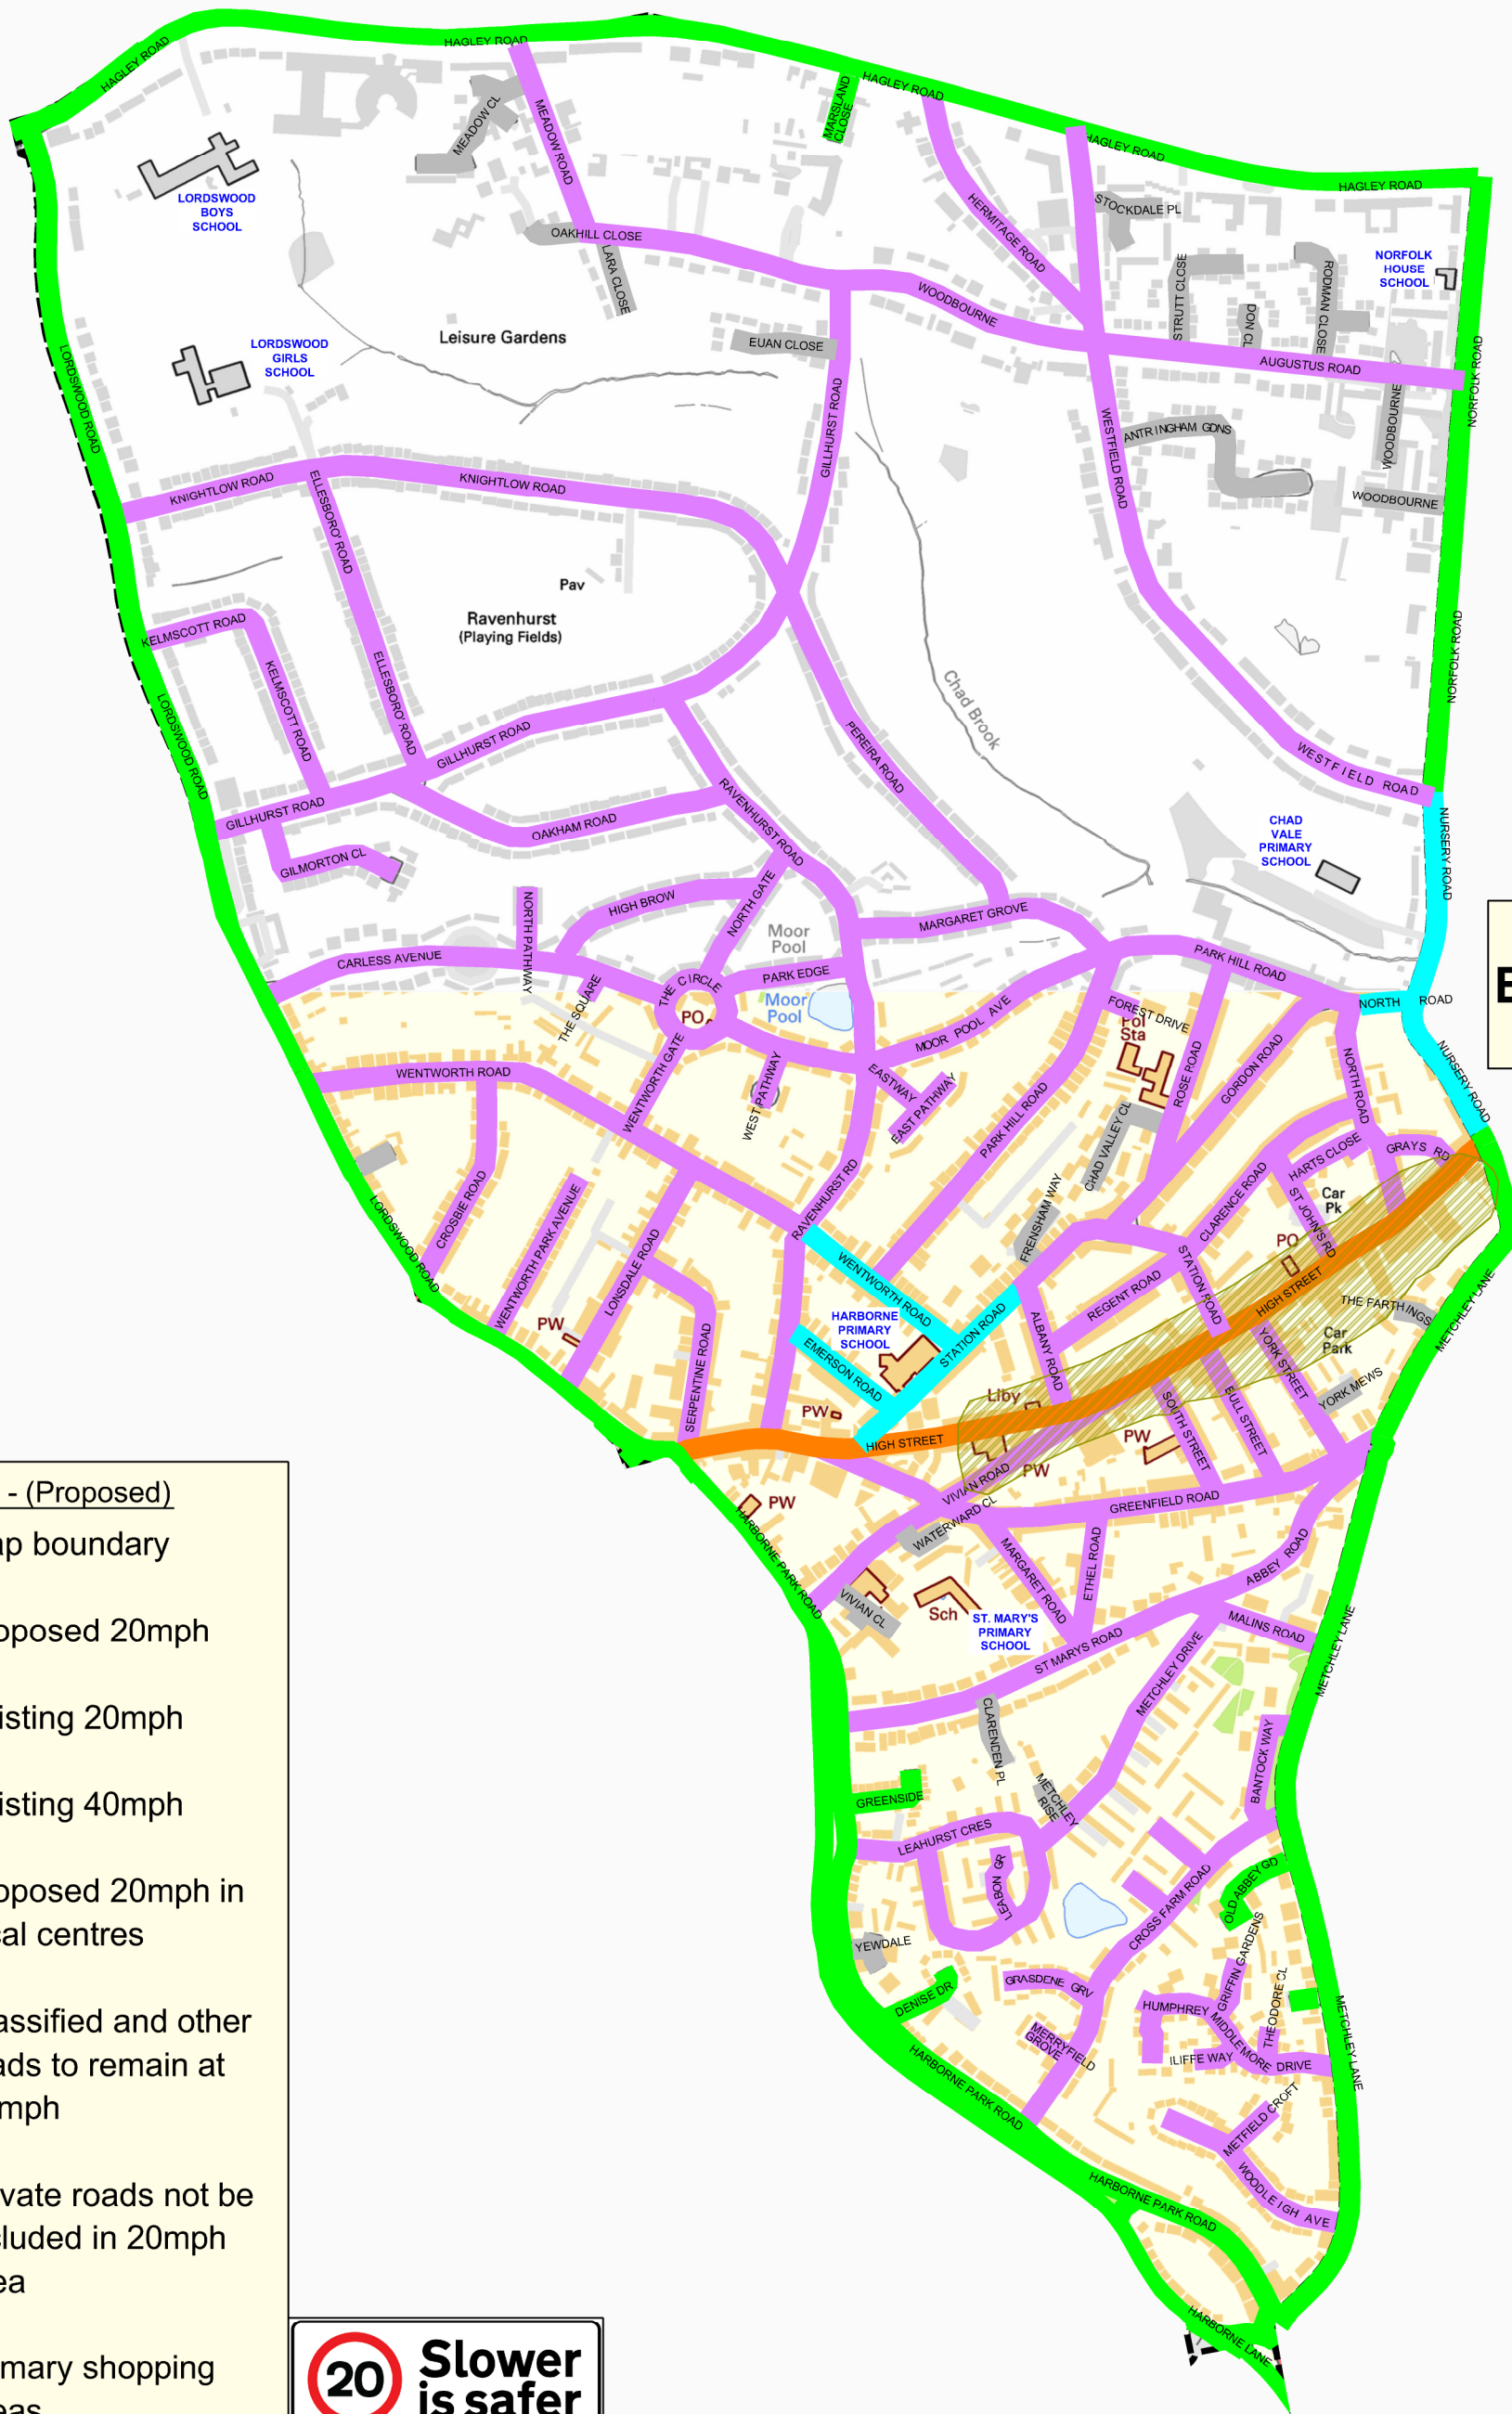 HAGLEY ROAD
HAGLEY ROAD
HAGLEY ROAD
HAGLEY ROAD
HAGLEY ROAD
MARSLAND
CLOSE
MEADOW CL
MEADOW ROAD
LORDSWOOD
BOYS
SCHOOL
HERMITAGE ROAD
STOCKDALE PL
OAKHILL CLOSE
LARA CLOSE
NORFOLK
HOUSE
SCHOOL
STRUTT CLOSE
DON CL
RODMAN CLOSE
WOODBOURNE
Leisure Gardens
LORDSWOOD
GIRLS
SCHOOL
EUAN CLOSE
AUGUSTUS ROAD
NORFOLK ROAD
LORDSWOOD ROAD
GILLHURST ROAD
WESTFIELD ROAD
ANTRINGHAM GDNS
WOODBOURNE
WOODBOURNE
KNIGHTLOW ROAD
KNIGHTLOW ROAD
ELLESBORO' ROAD
Pav
Ravenhurst
(Playing Fields)
KELMSCOTT ROAD
KELMSCOTT ROAD
ELLESBORO' ROAD
NORFOLK ROAD
Chad Brook
LORDSWOOD ROAD
GILLHURST ROAD
PEREIRA ROAD
WESTFIELD ROAD
GILLHURST ROAD
OAKHAM ROAD
RAVENHURST ROAD
CHAD
VALE
PRIMARY
SCHOOL
NURSERY ROAD
GILMORTON CL
HIGH BROW
NORTH GATE
NORTH PATHWAY
MARGARET GROVE
Moor
Pool
CARLESS AVENUE
PARK EDGE
PARK HILL ROAD
THE CIRCLE
THE SQUARE
Moor
Pool
PO
MOOR POOL AVE
FOREST DRIVE
Pol
Sta
NORTH ROAD
E
NURSERY ROAD
WENTWORTH ROAD
WENTWORTH GATE
WEST PATHWAY
EASTWAY
EAST PATHWAY
PARK HILL ROAD
ROSE ROAD
GORDON ROAD
NORTH ROAD
CHAD VALLEY CL
HARTS CLOSE
GRAYS RD
CROSBIE ROAD
LORDSWOOD ROAD
WENTWORTH PARK AVENUE
RAVENHURST RD
FRENSHAM WAY
CLARENCE ROAD
ST JOHN'S RD
Car
Pk
PO
LONSDALE ROAD
WENTWORTH ROAD
STATION ROAD
REGENT ROAD
HIGH STREET
THE FARTHINGS
METCHLEY LANE
PW
HARBORNE
PRIMARY
SCHOOL
EMERSON ROAD
STATION ROAD
ALBANY ROAD
YORK STREET
Car
Park
YORK MEWS
SERPENTINE ROAD
PW
Liby
SOUTH STREET
BULL STREET
HIGH STREET
PW
PW
VIVIAN ROAD
GREENFIELD ROAD
PW
WATERWARD CL
HARBORNE PARK ROAD
MARGARET ROAD
ETHEL ROAD
ABBEY ROAD
VIVIAN CL
Sch
ST. MARY'S
PRIMARY
SCHOOL
ST MARYS ROAD
MALINS ROAD
METCHLEY LANE
METCHLEY DRIVE
CLARENDEN PL
BANTOCK WAY
METCHLEY
RISE
GREENSIDE
LEAHURST CRES
LEABON GR
CROSS FARM ROAD
OLD ABBEY GD
YEWDALE
GRIFFIN GARDENS
DENISE DR
GRASDENE GRV
HUMPHREY
MIDDLEMORE
DRIVE
THEODORE CL
METCHLEY LANE
MERRYFIELD
GROVE
ILIFFE WAY
HARBORNE PARK ROAD
METFIELD CROFT
WOODLEIGH AVE
HARBORNE PARK ROAD
HARBORNE LANE
- (Proposed)
ap boundary
oposed 20mph
isting 20mph
isting 40mph
oposed 20mph in
cal centres
assified and other
ads to remain at
mph
ivate roads not be
cluded in 20mph
ea
imary shopping
eas
20 Slower
is safer